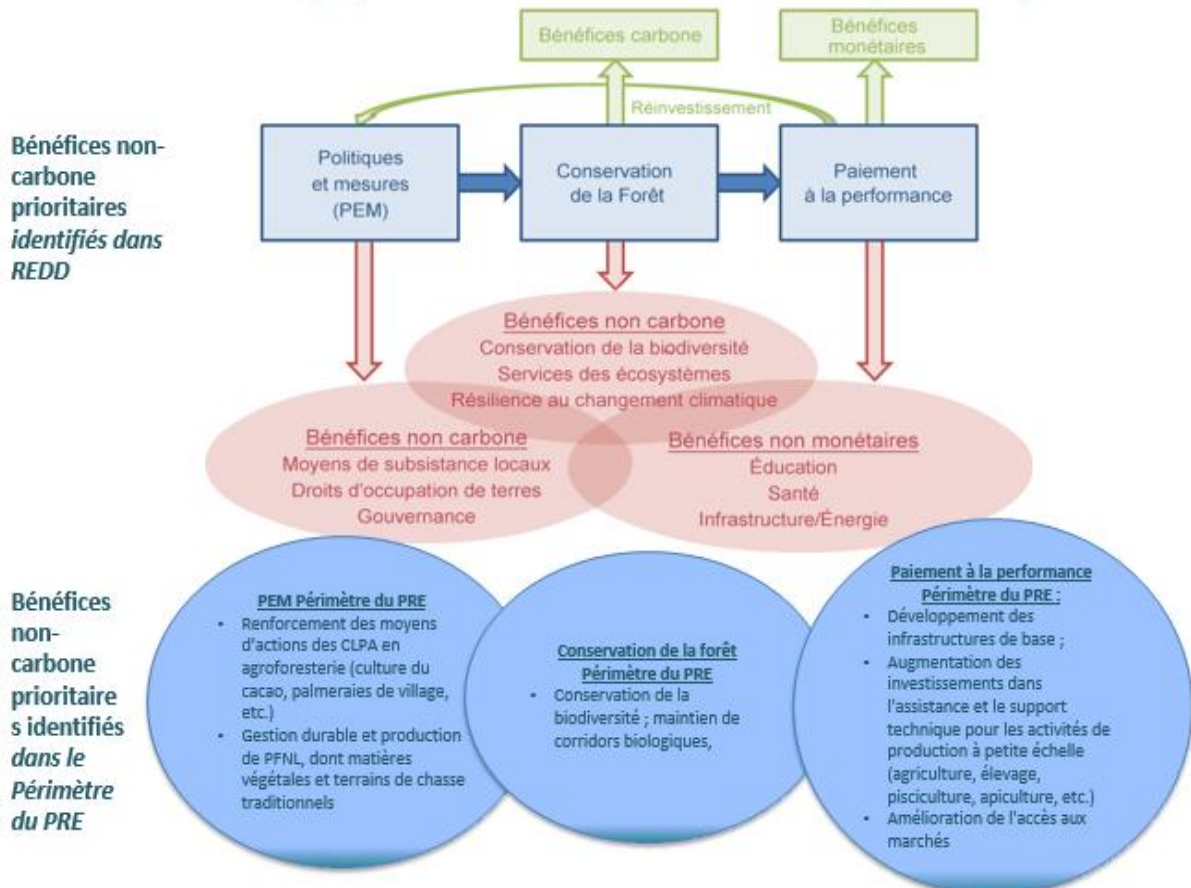 Bénéfices carbone
Bénéfices
monétaires
Réinvestissement
Bénéfices non-
carbone
prioritaires
identifiés dans
REDD
Politiques
et mesures
(PEM)
Conservation
de la Forêt
Paiement
à la performance
Bénéfices non carbone
Conservation de la biodiversité
Services des écosystèmes
Résilience au changement climatique
Bénéfices non carbone
Moyens de subsistance locaux
Droits d'occupation de terres
Gouvernance
Bénéfices non monétaires
Éducation
Santé
Infrastructure/Énergie
Bénéfices
non-
carbone
prioritaire
s identifiés
dans le
Périmètre
du PRE
PEM Périmètre du PRE
• Renforcement des moyens
d'actions des CLPA en
agroforesterie (culture du
cacao, palmeraies de village,
etc.)
• Gestion durable et production
de PFNL, dont matières
végétales et terrains de chasse
traditionnels
Conservation de la forêt
Périmètre du PRE
• Conservation de la
biodiversité ; maintien de
corridors biologiques,
Paiement à la performance
Périmètre du PRE :
• Développement des
infrastructures de base ;
• Augmentation des
investissements dans
l'assistance et le support
technique pour les activités de
production à petite échelle
(agriculture, élevage,
pisciculture, apiculture, etc.)
• Amélioration de l'accès aux
marchés